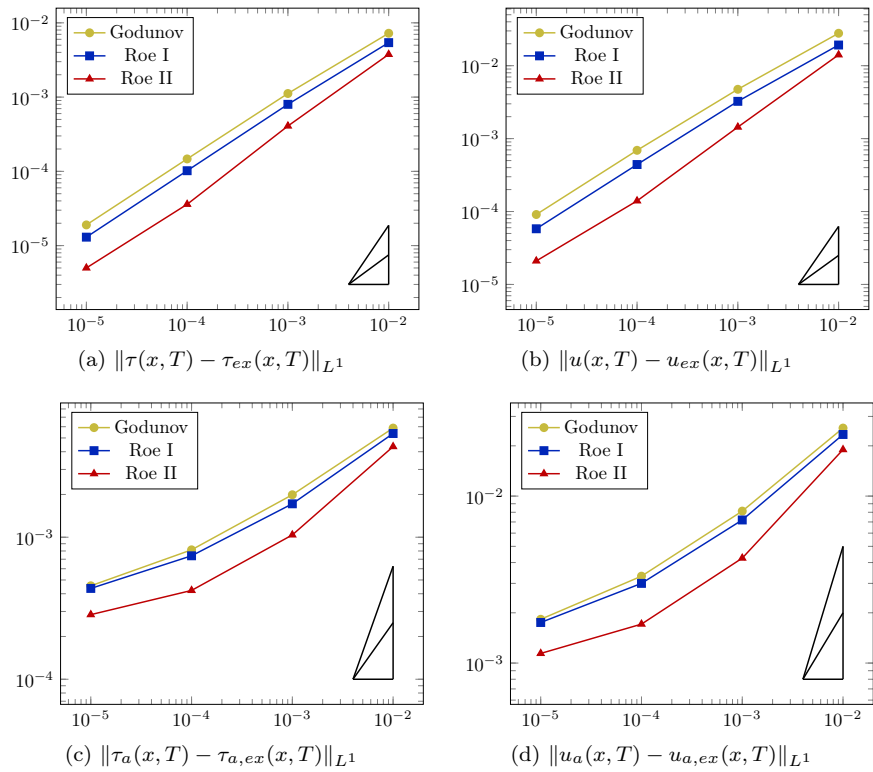 10⁻² 10⁻³ 10⁻⁴ 10⁻⁵
Godunov
Roe I
Roe II
10⁻⁵ 10⁻⁴ 10⁻³ 10⁻²
(a) ‖τ(x, T) − τ_{ex}(x, T)‖_{L¹}
10⁻² 10⁻³ 10⁻⁴ 10⁻⁵
Godunov
Roe I
Roe II
10⁻⁵ 10⁻⁴ 10⁻³ 10⁻²
(b) ‖u(x, T) − u_{ex}(x, T)‖_{L¹}
10⁻³ 10⁻⁴
Godunov
Roe I
Roe II
10⁻⁵ 10⁻⁴ 10⁻³ 10⁻²
(c) ‖τ_a(x, T) − τ_{a,ex}(x, T)‖_{L¹}
10⁻² 10⁻³
Godunov
Roe I
Roe II
10⁻⁵ 10⁻⁴ 10⁻³ 10⁻²
(d) ‖u_a(x, T) − u_{a,ex}(x, T)‖_{L¹}